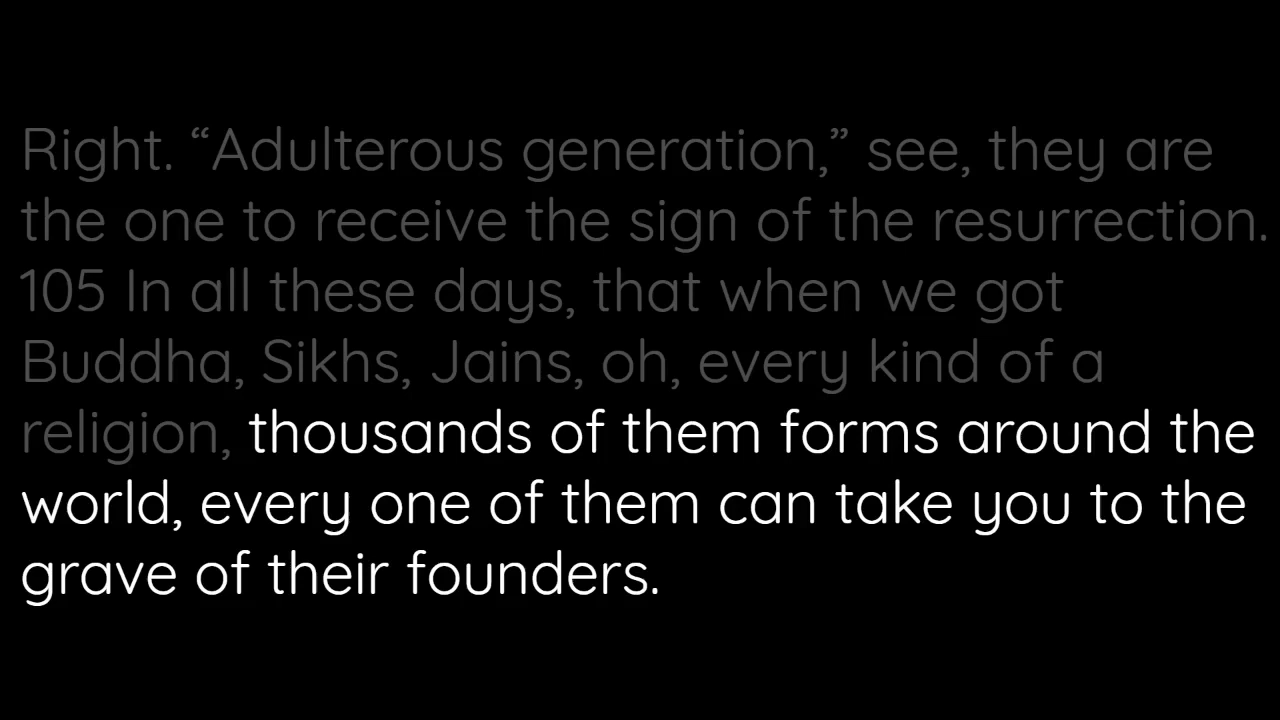 Right. “Adulterous generation,” see, they are
the one to receive the sign of the resurrection.
105 In all these days, that when we got
Buddha, Sikhs, Jains, oh, every kind of a
religion, thousands of them forms around the
world, every one of them can take you to the
grave of their founders.